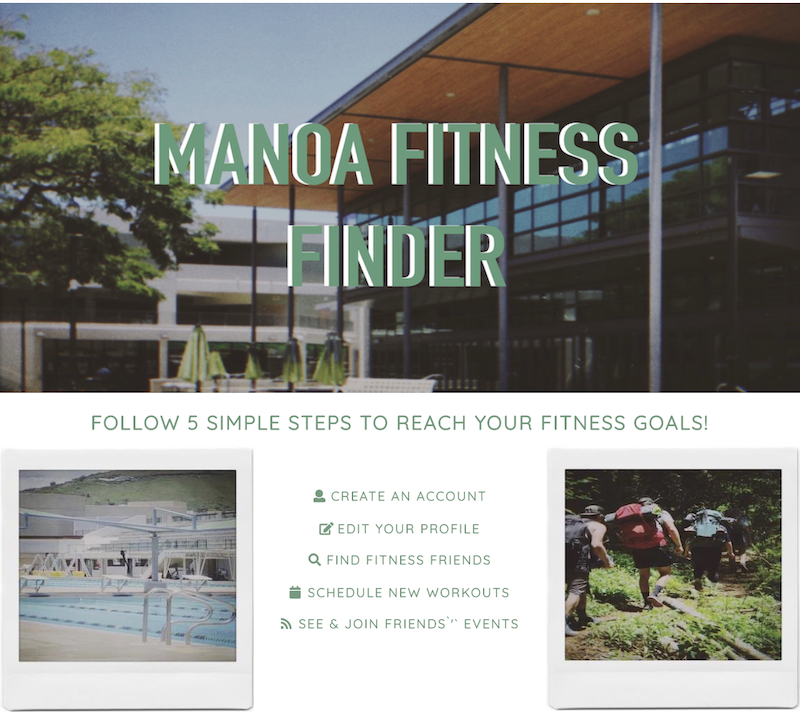 MANOA FITNESS
FINDER
FOLLOW 5 SIMPLE STEPS TO REACH YOUR FITNESS GOALS!
CREATE AN ACCOUNT
EDIT YOUR PROFILE
FIND FITNESS FRIENDS
SCHEDULE NEW WORKOUTS
SEE & JOIN FRIENDS`'` EVENTS